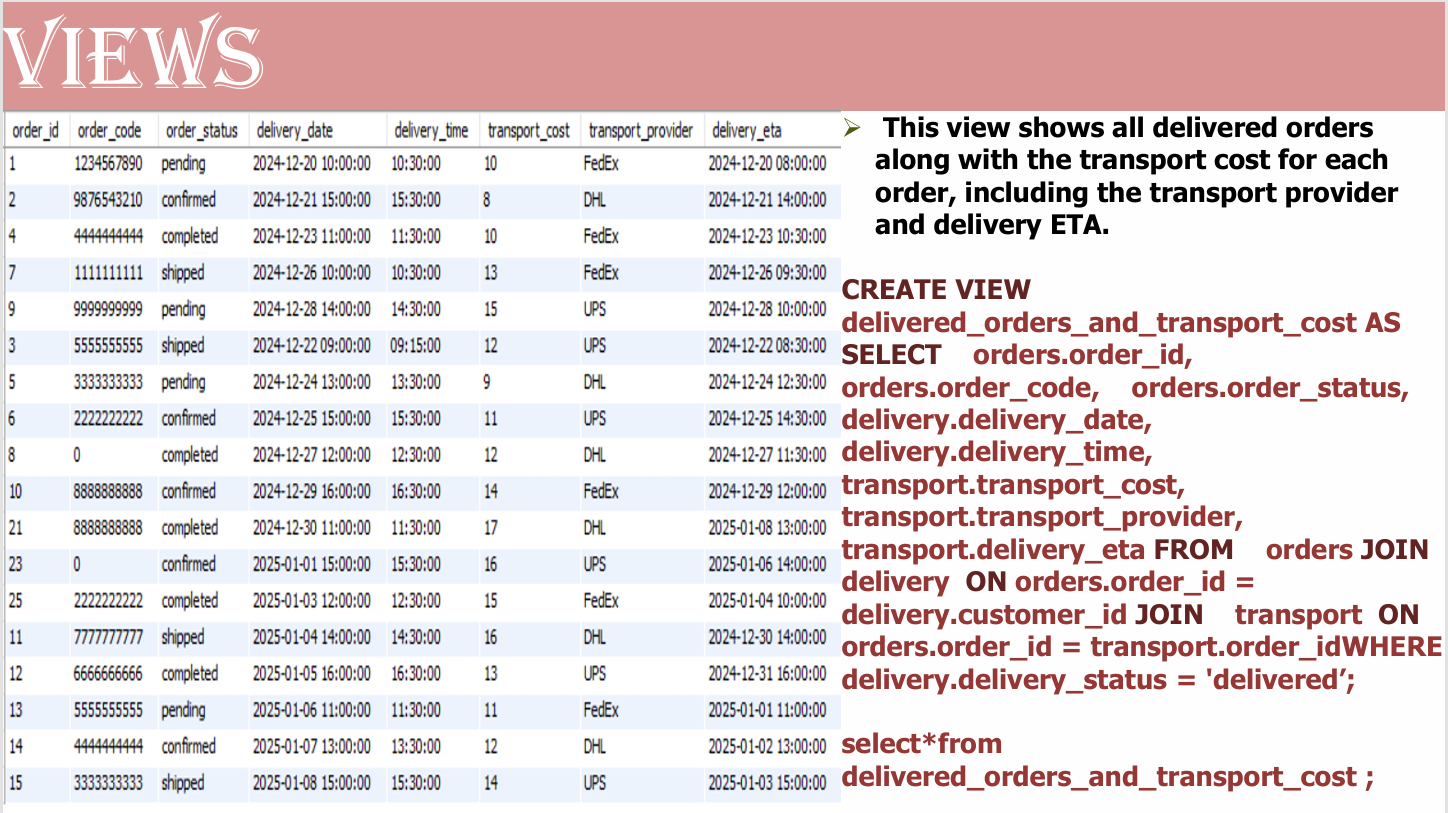 VIEWS
order_id order_code order_status delivery_date delivery_time transport_cost transport_provider delivery_eta
1 1234567890 pending 2024-12-20 10:00:00 10:30:00 10 FedEx 2024-12-20 08:00:00
2 9876543210 confirmed 2024-12-21 15:00:00 15:30:00 8 DHL 2024-12-21 14:00:00
4 4444444444 completed 2024-12-23 11:00:00 11:30:00 10 FedEx 2024-12-23 10:30:00
7 1111111111 shipped 2024-12-26 10:00:00 10:30:00 13 FedEx 2024-12-26 09:30:00
9 9999999999 pending 2024-12-28 14:00:00 14:30:00 15 UPS 2024-12-28 10:00:00
3 5555555555 shipped 2024-12-22 09:00:00 09:15:00 12 UPS 2024-12-22 08:30:00
5 3333333333 pending 2024-12-24 13:00:00 13:30:00 9 DHL 2024-12-24 12:30:00
6 2222222222 confirmed 2024-12-25 15:00:00 15:30:00 11 UPS 2024-12-25 14:30:00
8 0 completed 2024-12-27 12:00:00 12:30:00 12 DHL 2024-12-27 11:30:00
10 8888888888 confirmed 2024-12-29 16:00:00 16:30:00 14 FedEx 2024-12-29 12:00:00
21 8888888888 completed 2024-12-30 11:00:00 11:30:00 17 DHL 2025-01-08 13:00:00
23 0 confirmed 2025-01-01 15:00:00 15:30:00 16 UPS 2025-01-06 14:00:00
25 2222222222 completed 2025-01-03 12:00:00 12:30:00 15 FedEx 2025-01-04 10:00:00
11 7777777777 shipped 2025-01-04 14:00:00 14:30:00 16 DHL 2024-12-30 14:00:00
12 6666666666 completed 2025-01-05 16:00:00 16:30:00 13 UPS 2024-12-31 16:00:00
13 5555555555 pending 2025-01-06 11:00:00 11:30:00 11 FedEx 2025-01-01 11:00:00
14 4444444444 confirmed 2025-01-07 13:00:00 13:30:00 12 DHL 2025-01-02 13:00:00
15 3333333333 shipped 2025-01-08 15:00:00 15:30:00 14 UPS 2025-01-03 15:00:00
This view shows all delivered orders
along with the transport cost for each
order, including the transport provider
and delivery ETA.
CREATE VIEW
delivered_orders_and_transport_cost AS
SELECT orders.order_id,
orders.order_code, orders.order_status,
delivery.delivery_date,
delivery.delivery_time,
transport.transport_cost,
transport.transport_provider,
transport.delivery_eta FROM orders JOIN
delivery ON orders.order_id =
delivery.customer_id JOIN transport ON
orders.order_id = transport.order_idWHERE
delivery.delivery_status = 'delivered’;
select*from
delivered_orders_and_transport_cost ;